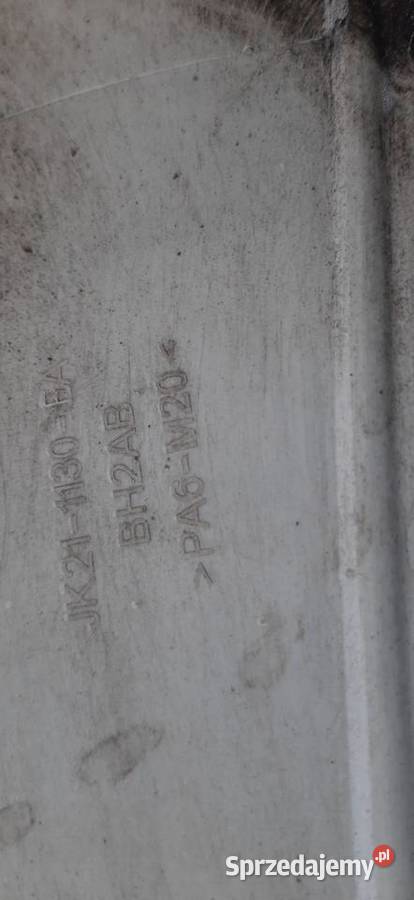 JK21-1130-BA
BH2AB
>PA6-M20<
Sprzedajemy.pl